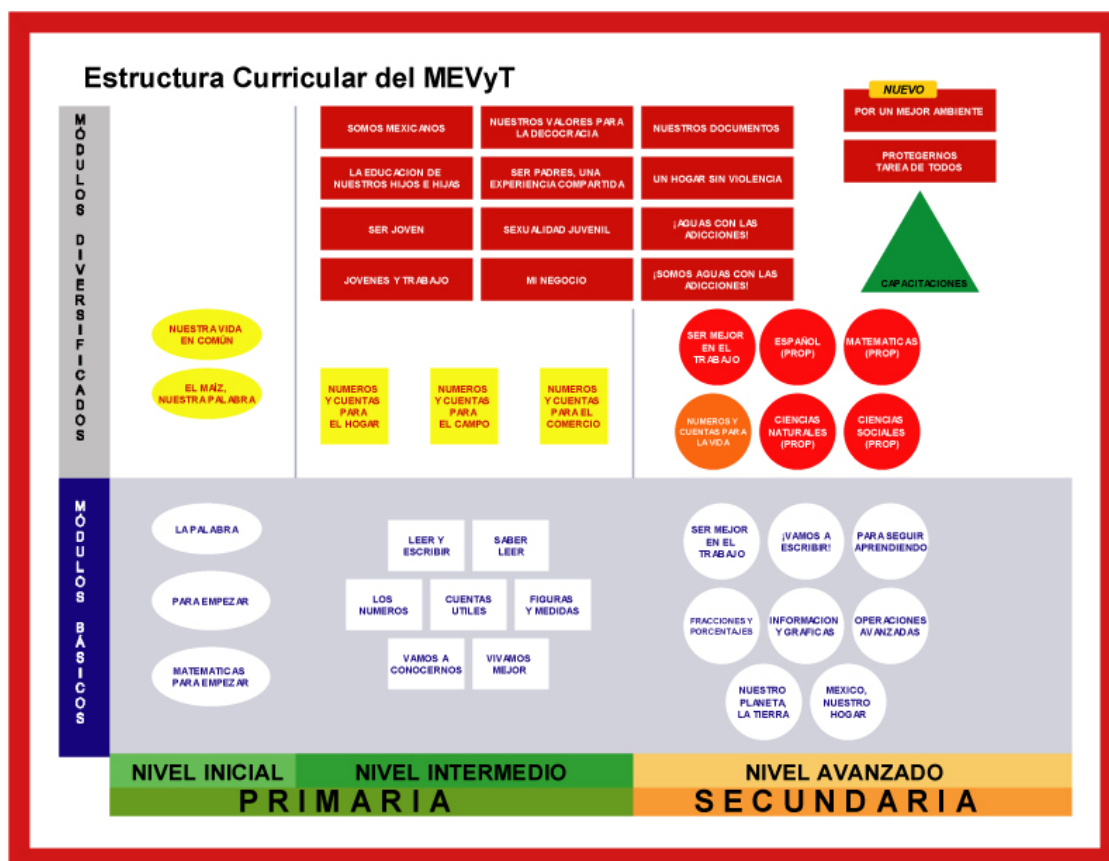 Estructura Curricular del MEVyT
MÓDULOS DIVERSIFICADOS
SOMOS MEXICANOS
NUESTROS VALORES PARA
LA DECOCRACIA
NUESTROS DOCUMENTOS
NUEVO
POR UN MEJOR AMBIENTE
LA EDUCACION DE
NUESTROS HIJOS E HIJAS
SER PADRES, UNA
EXPERIENCIA COMPARTIDA
UN HOGAR SIN VIOLENCIA
PROTEGERNOS
TAREA DE TODOS
SER JOVEN
SEXUALIDAD JUVENIL
¡AGUAS CON LAS
ADICCIONES!
JOVENES Y TRABAJO
MI NEGOCIO
¡SOMOS AGUAS CON LAS
ADICCIONES!
CAPACITACIONES
NUESTRA VIDA
EN COMÚN
EL MAÍZ,
NUESTRA PALABRA
NUMEROS
Y CUENTAS
PARA
EL HOGAR
NUMEROS
Y CUENTAS
PARA
EL CAMPO
NUMEROS
Y CUENTAS
PARA EL
COMERCIO
SER MEJOR
EN EL
TRABAJO
ESPAÑOL
(PROP)
MATEMATICAS
(PROP)
NUMEROS Y
CUENTAS PARA
LA VIDA
CIENCIAS
NATURALES
(PROP)
CIENCIAS
SOCIALES
(PROP)
MÓDULOS BÁSICOS
LA PALABRA
PARA EMPEZAR
MATEMATICAS
PARA EMPEZAR
LEER Y
ESCRIBIR
SABER
LEER
LOS
NUMEROS
CUENTAS
UTILES
FIGURAS
Y MEDIDAS
VAMOS A
CONOCERNOS
VIVAMOS
MEJOR
SER MEJOR
EN EL
TRABAJO
¡VAMOS A
ESCRIBIR!
PARA SEGUIR
APRENDIENDO
FRACCIONES Y
PORCENTAJES
INFORMACION
Y GRAFICAS
OPERACIONES
AVANZADAS
NUESTRO
PLANETA,
LA TIERRA
MEXICO,
NUESTRO
HOGAR
NIVEL INICIAL
NIVEL INTERMEDIO
NIVEL AVANZADO
PRIMARIA
SECUNDARIA